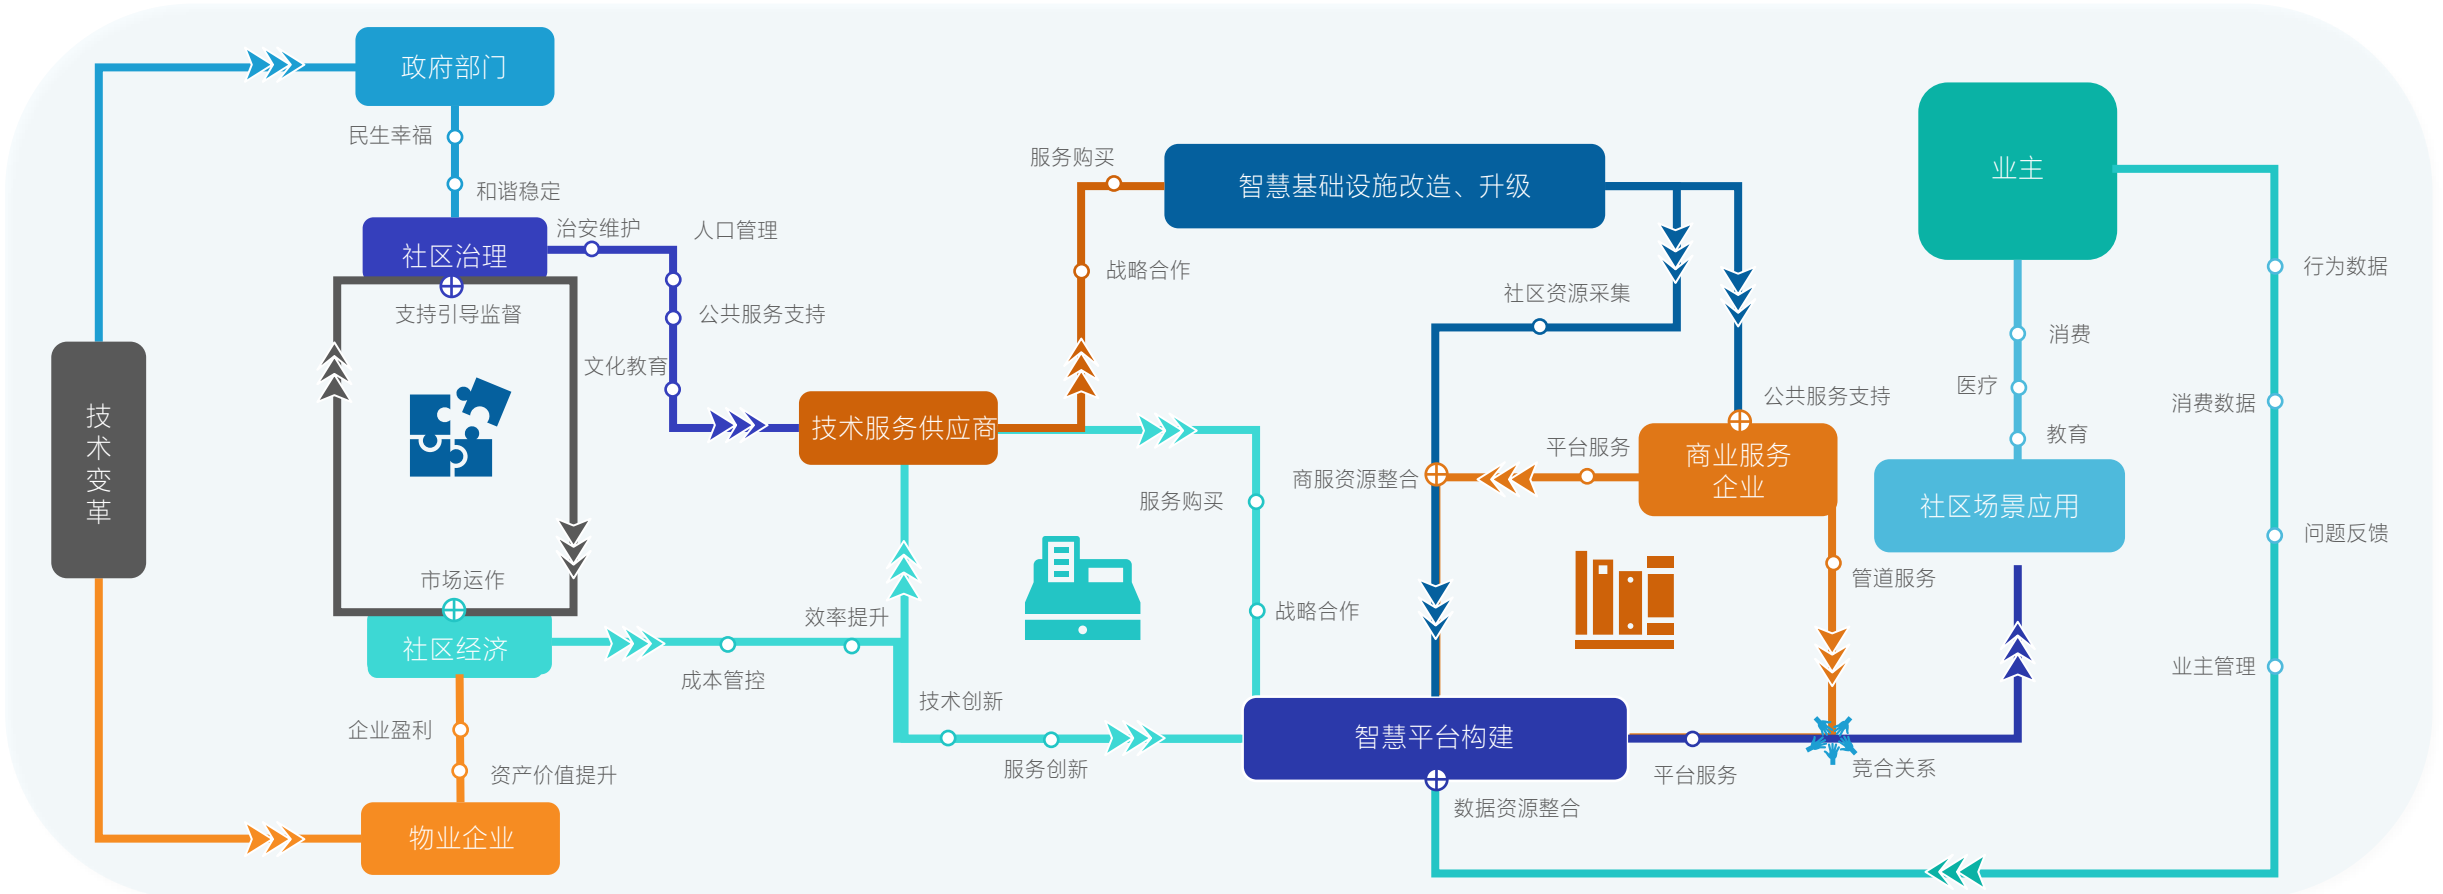 政府部门
民生幸福
和谐稳定
社区治理
治安维护
人口管理
支持引导监督
公共服务支持
文化教育
技
术
变
革
市场运作
社区经济
效率提升
成本管控
企业盈利
资产价值提升
物业企业
技术服务供应商
服务购买
战略合作
智慧基础设施改造、升级
社区资源采集
公共服务支持
平台服务
商服资源整合
商业服务
企业
服务购买
战略合作
技术创新
服务创新
智慧平台构建
数据资源整合
平台服务
竞合关系
管道服务
业主
消费
医疗
教育
社区场景应用
行为数据
消费数据
问题反馈
业主管理